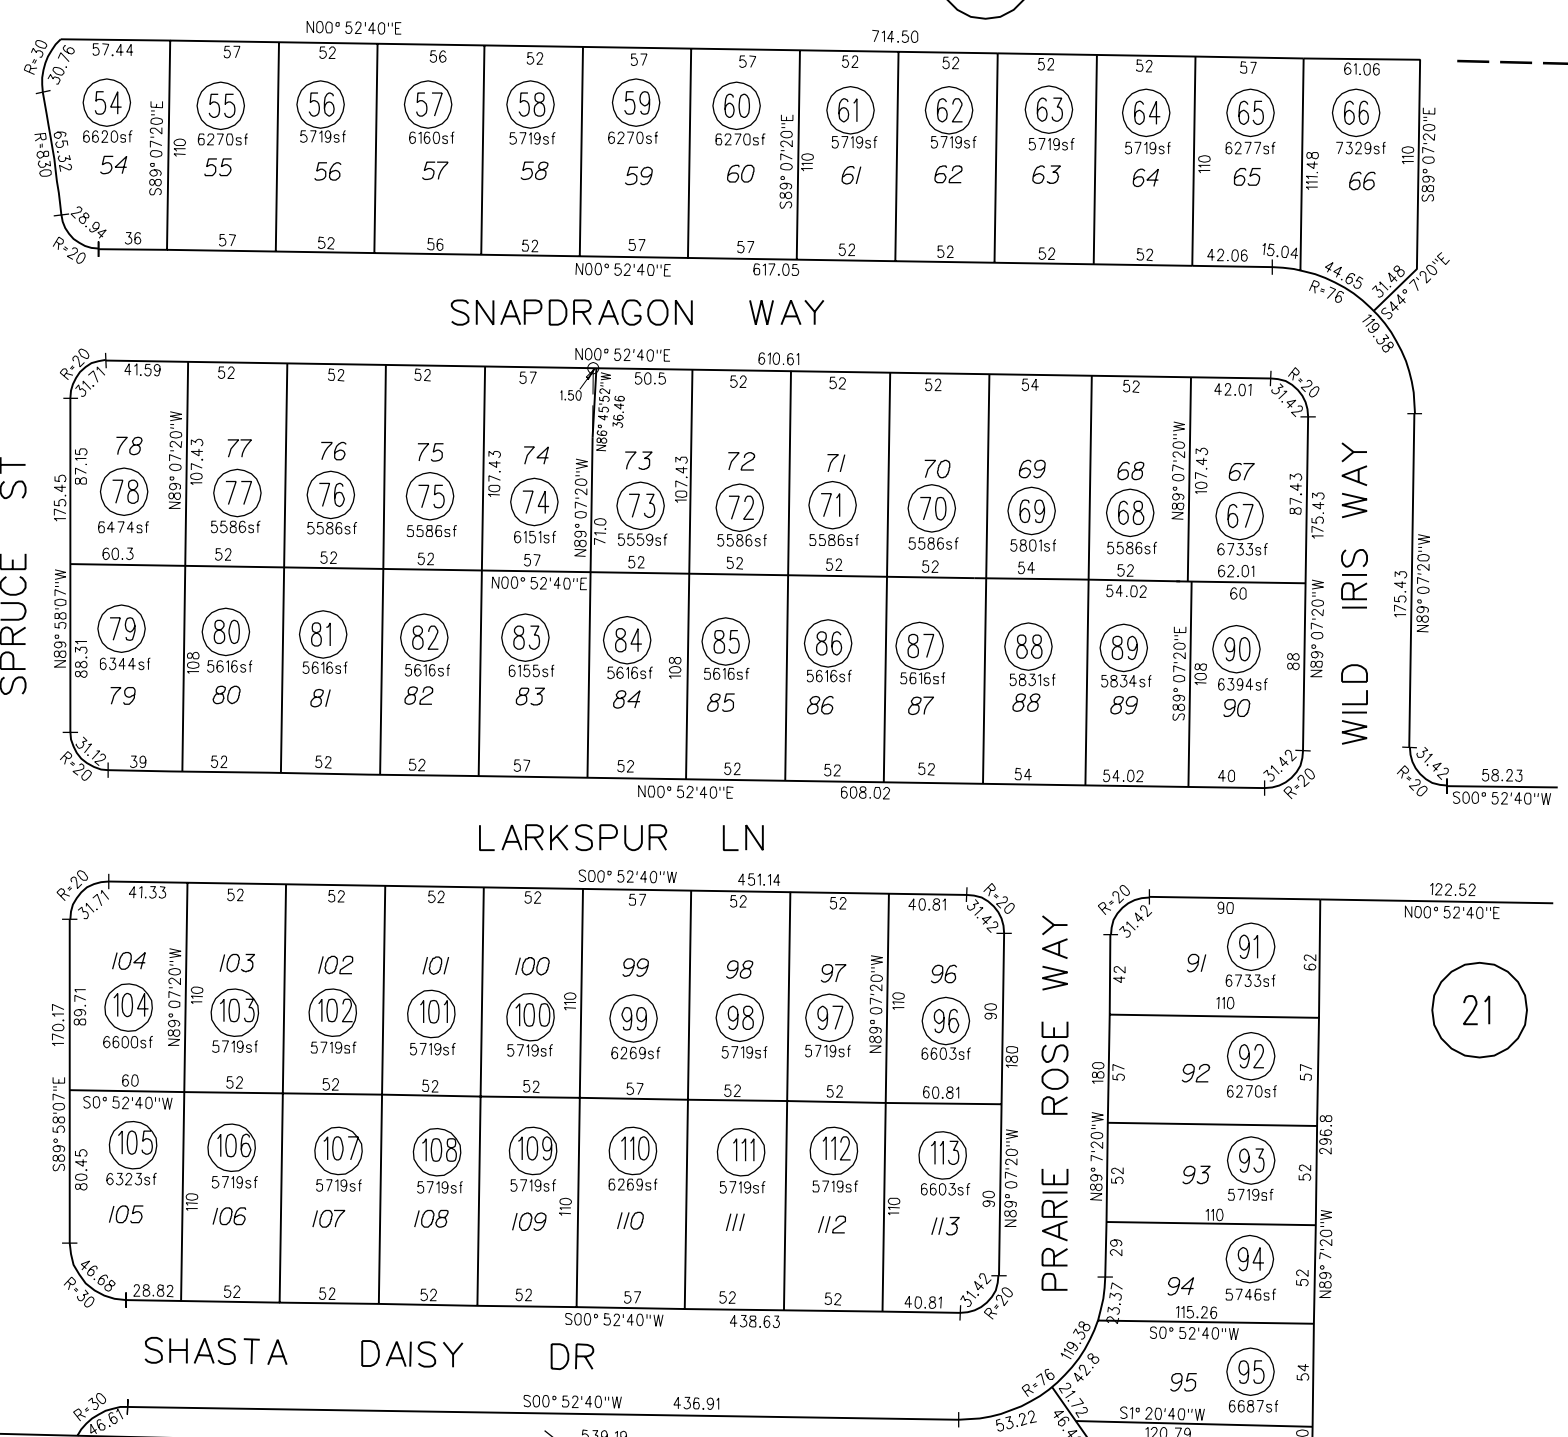 N00°52'40"E 714.50
R=30 30.76 57.44 57 52 56 52 57 57 52 52 52 52 57 61.06
54 55 56 57 58 59 60 61 62 63 64 65 66
6620sf 6270sf 5719sf 6160sf 5719sf 6270sf 6270sf 5719sf 5719sf 5719sf 5719sf 6277sf 7329sf
R=830 65.32 S89°07'20"E 110 S89°07'20"E 110 110 111.48 110 S89°07'20"E
54 55 56 57 58 59 60 61 62 63 64 65 66
28.94 R=20 36 57 52 56 52 57 57 52 52 52 52 42.06 15.04 44.65 R=76 31.48 S44°7'20"E
N00°52'40"E 617.05
119.38
SNAPDRAGON WAY
N00°52'40"E 610.61
R=20 31.71 41.59 52 52 52 57 1.50 50.5 52 52 52 54 52 42.01 R=20 31.42
N86°45'52"W 36.46
78 77 76 75 74 73 72 71 70 69 68 67
175.45 87.15 N89°07'20"W 107.43 107.43 N89°07'20"W 71.0 107.43 N89°07'20"W 107.43 87.43 175.43
78 77 76 75 74 73 72 71 70 69 68 67
6474sf 5586sf 5586sf 5586sf 6151sf 5559sf 5586sf 5586sf 5586sf 5801sf 5586sf 6733sf
60.3 52 52 52 57 52 52 52 52 54 52 62.01
N00°52'40"E 54.02 60
SPRUCE ST
WILD IRIS WAY
175.43 N89°07'20"W
79 80 81 82 83 84 85 86 87 88 89 90
6344sf 5616sf 5616sf 5616sf 6155sf 5616sf 5616sf 5616sf 5616sf 5831sf 5834sf 6394sf
N89°58'07"W 88.31 108 108 S89°07'20"E 108 88 N89°07'20"W
79 80 81 82 83 84 85 86 87 88 89 90
31.12 R=20 39 52 52 52 57 52 52 52 52 54 54.02 40 31.42 R=20
31.42 R=20 58.23
S00°52'40"W
N00°52'40"E 608.02
LARKSPUR LN
S00°52'40"W 451.14
R=20 31.71 41.33 52 52 52 52 57 52 52 40.81 R=20 31.42
104 103 102 101 100 99 98 97 96
170.17 89.71 N89°07'20"W 110 110 N89°07'20"W 110 90 180
104 103 102 101 100 99 98 97 96
6600sf 5719sf 5719sf 5719sf 5719sf 6269sf 5719sf 5719sf 6603sf
60 52 52 52 52 57 52 52 60.81
S0°52'40"W
105 106 107 108 109 110 111 112 113
6323sf 5719sf 5719sf 5719sf 5719sf 6269sf 5719sf 5719sf 6603sf
S89°58'07"E 80.45 110 110 110 90 N89°07'20"W
105 106 107 108 109 110 111 112 113
46.68 R=30 28.82 52 52 52 52 57 52 52 40.81 31.42 R=20
S00°52'40"W 438.63
PRARIE ROSE WAY
R=20 31.42 90 122.52
N00°52'40"E
91 91
6733sf
42 110 62
21
92 92
6270sf
180 57 57
296.8
93 93
5719sf
N89°7'20"W 52 110 52
N89°7'20"W
94 94
5746sf
29 23.37 115.26 52
S0°52'40"W
119.38 42.8
95 95
6687sf
R=76 21.72 54
S1°20'40"W
120.79
SHASTA DAISY DR
R=30 46.61 S00°52'40"W 436.91 53.22
539.19